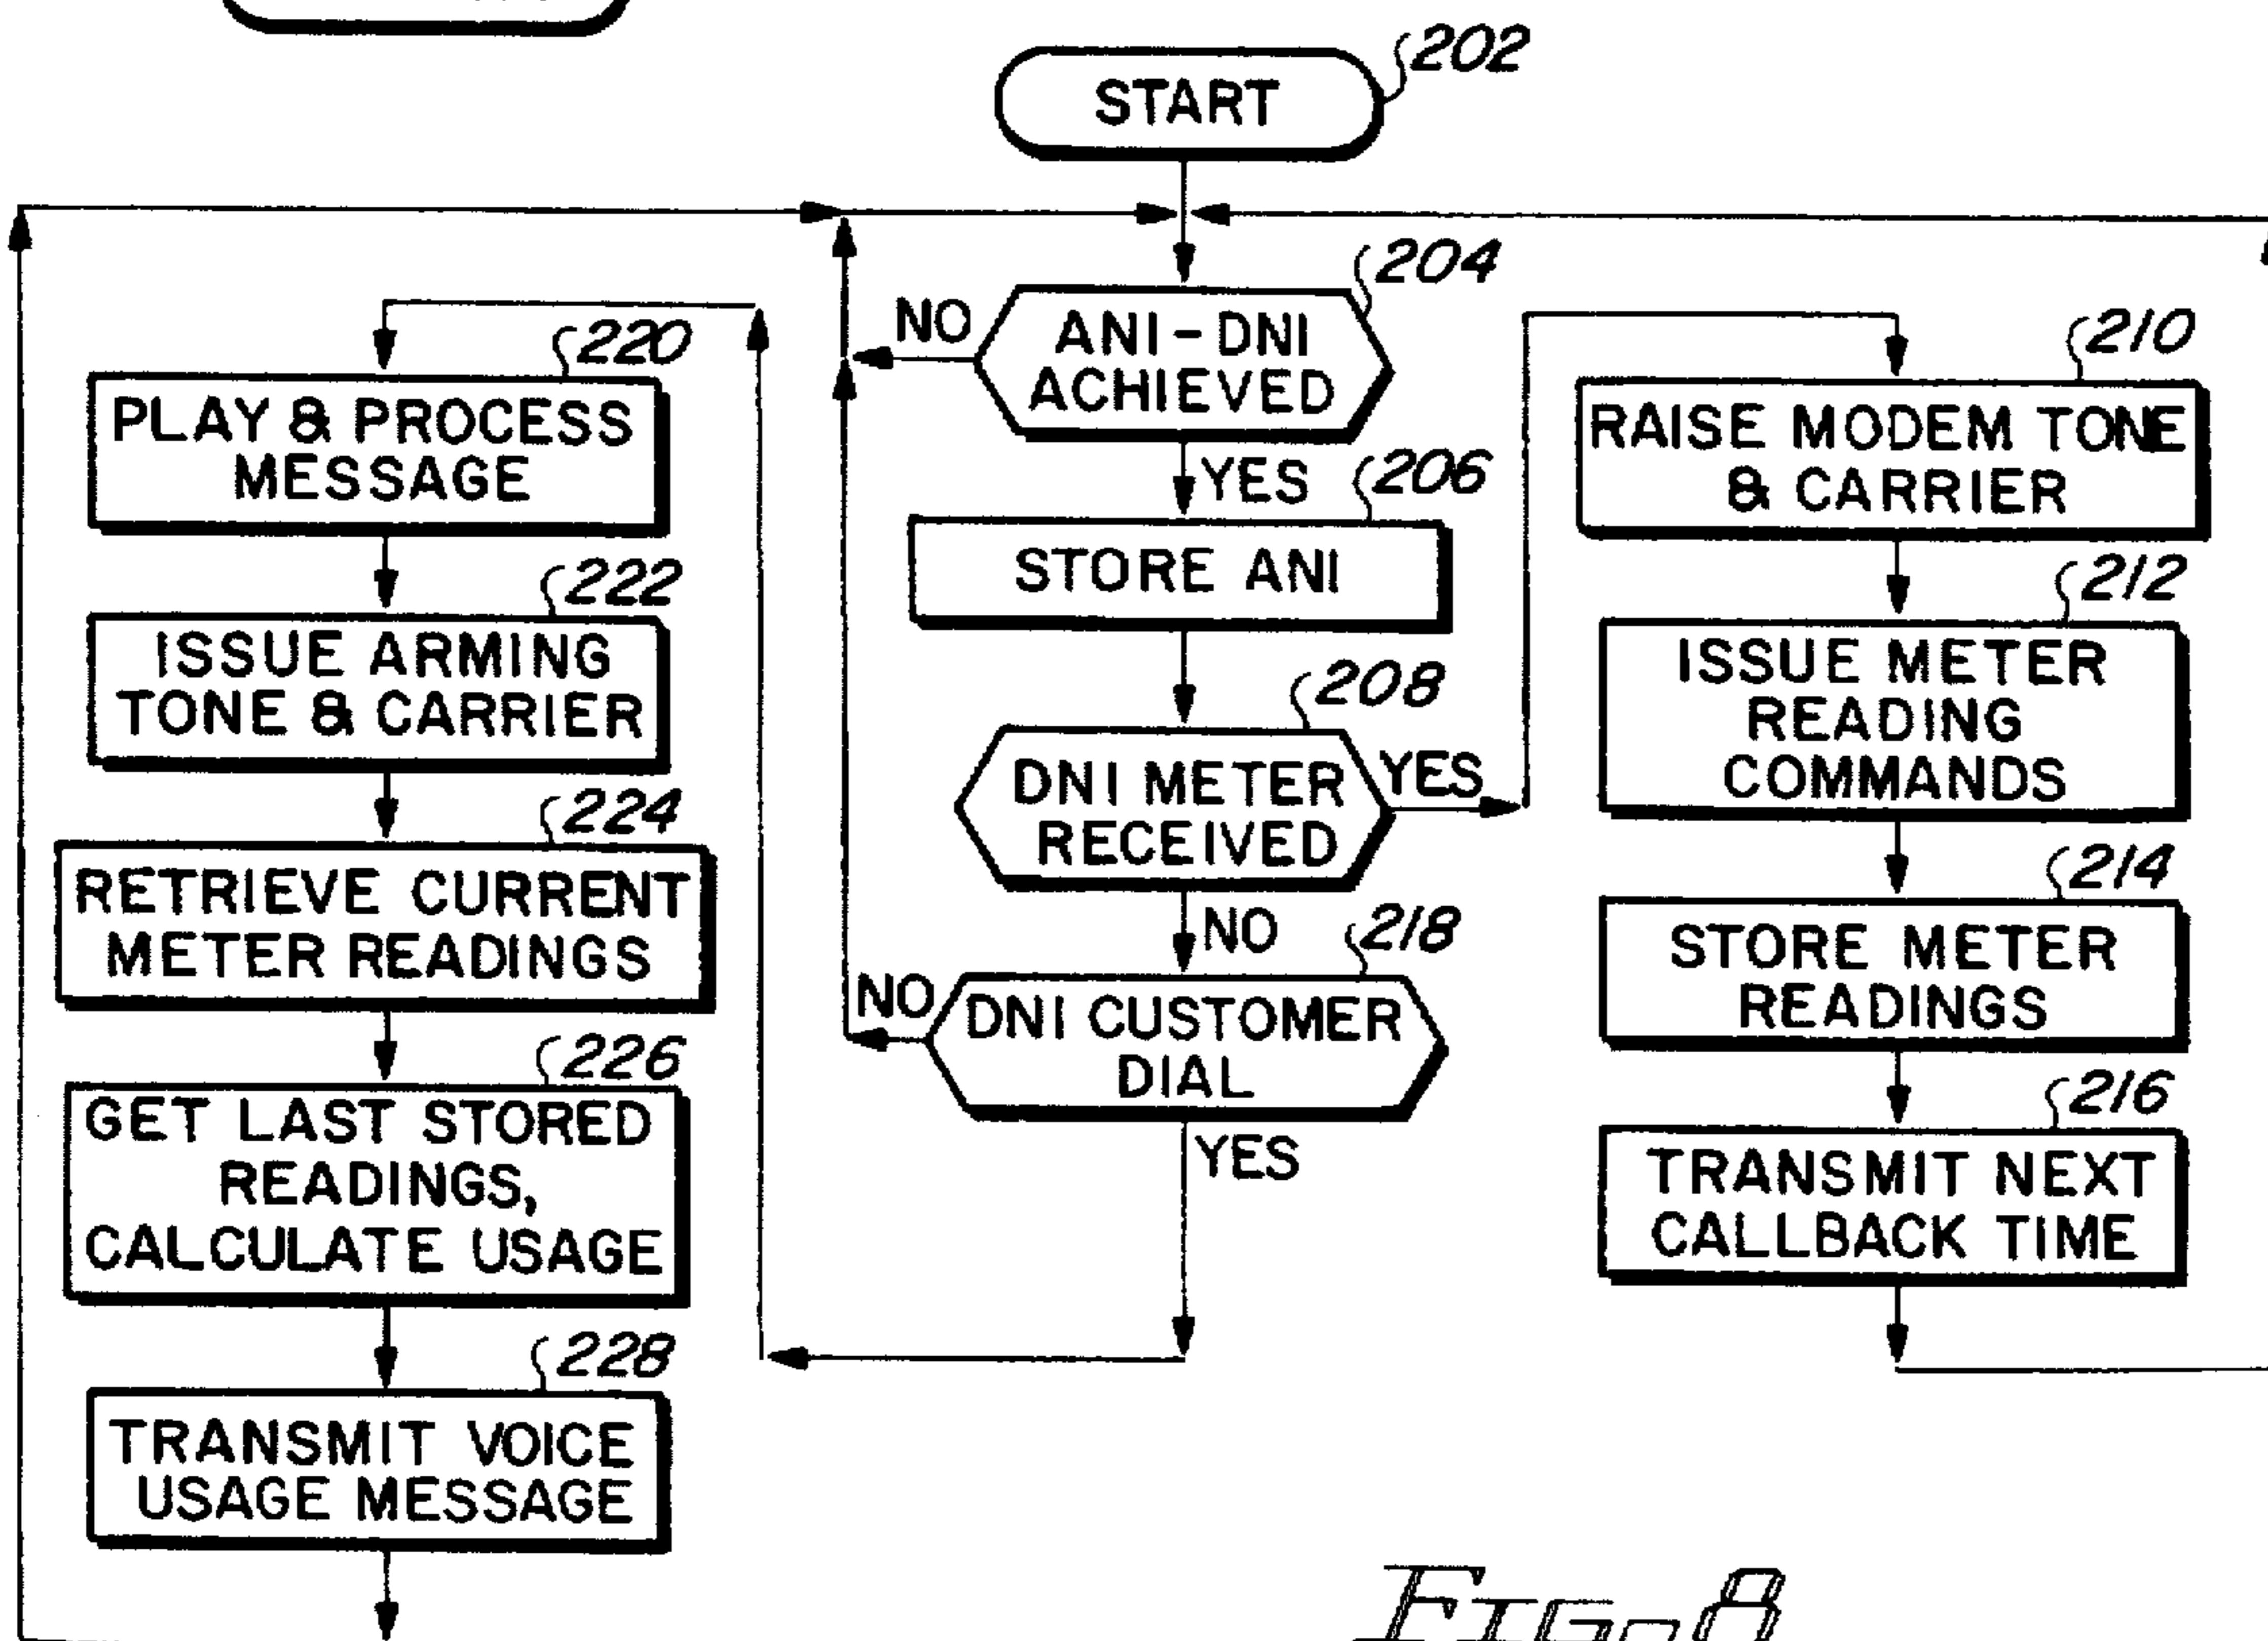 202
START
204
ANI-DNI
ACHIEVED
NO
YES
206
STORE ANI
208
DNI METER
RECEIVED
YES
NO
218
DNI CUSTOMER
DIAL
NO
YES
210
RAISE MODEM TONE
& CARRIER
212
ISSUE METER
READING
COMMANDS
214
STORE METER
READINGS
216
TRANSMIT NEXT
CALLBACK TIME
220
PLAY & PROCESS
MESSAGE
222
ISSUE ARMING
TONE & CARRIER
224
RETRIEVE CURRENT
METER READINGS
226
GET LAST STORED
READINGS,
CALCULATE USAGE
228
TRANSMIT VOICE
USAGE MESSAGE
FIG. 8